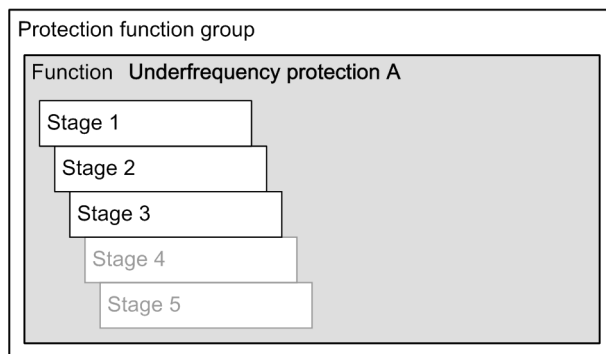 Protection function group
Function Underfrequency protection A
Stage 1
Stage 2
Stage 3
Stage 4
Stage 5